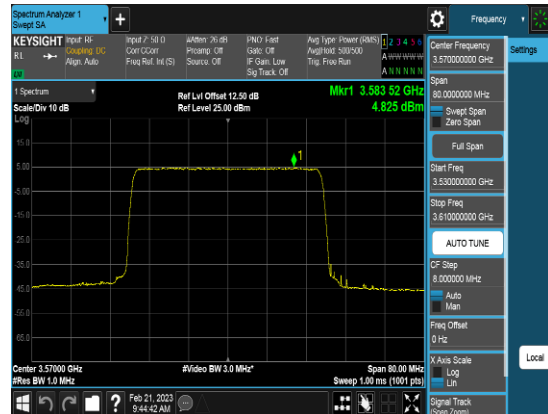 Spectrum Analyzer 1
Swept SA
+
Frequency
KEYSIGHT
RL
Input: RF
Coupling: DC
Align: Auto
Input Z: 50 Ω
Corr CCorr
Freq Ref: Int (S)
#Atten: 26 dB
Preamp: Off
Source: Off
PNO: Fast
Gate: Off
IF Gain: Low
Sig Track: Off
Avg Type: Power (RMS)
Avg|Hold: 500/500
Trig: Free Run
1 2 3 4 5 6
A W W W W W
A N N N N N
1 Spectrum
Scale/Div 10 dB
Log
Ref Lvl Offset 12.50 dB
Ref Level 25.00 dBm
Mkr1 3.583 52 GHz
4.825 dBm
1
15.0
5.00
-5.00
-15.0
-25.0
-35.0
-45.0
-55.0
-65.0
Center 3.57000 GHz
#Res BW 1.0 MHz
#Video BW 3.0 MHz*
Span 80.00 MHz
Sweep 1.00 ms (1001 pts)
Feb 21, 2023
9:44:42 AM
Center Frequency
3.570000000 GHz
Span
80.0000000 MHz
Swept Span
Zero Span
Full Span
Start Freq
3.530000000 GHz
Stop Freq
3.610000000 GHz
AUTO TUNE
CF Step
8.000000 MHz
Auto
Man
Freq Offset
0 Hz
X Axis Scale
Log
Lin
Signal Track
(Span Zoom)
Settings
Local